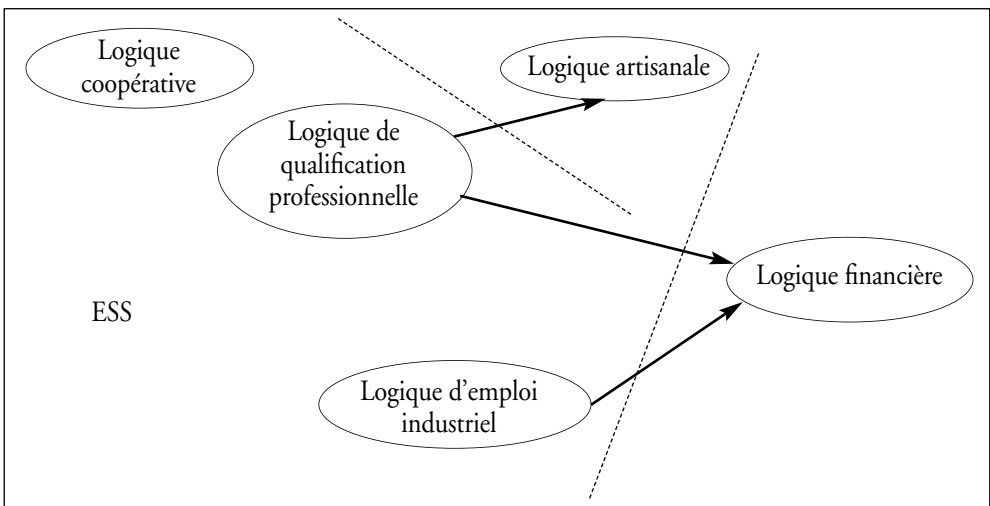 Logique
coopérative
Logique artisanale
Logique de
qualification
professionnelle
Logique financière
ESS
Logique d’emploi
industriel